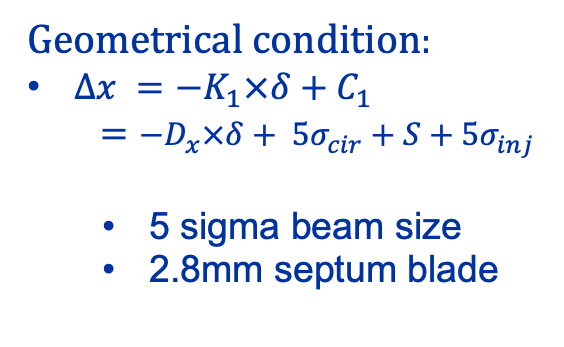 Geometrical condition:
• Δx = −K₁×δ + C₁
= −Dₓ×δ + 5σ_cir + S + 5σ_inj
• 5 sigma beam size
• 2.8mm septum blade